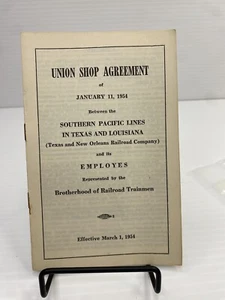 UNION SHOP AGREEMENT
of
JANUARY 11, 1954
Between the
SOUTHERN PACIFIC LINES
IN TEXAS AND LOUISIANA
(Texas and New Orleans Railroad Company)
and its
EMPLOYES
Represented by the
Brotherhood of Railroad Trainmen
Effective March 1, 1954